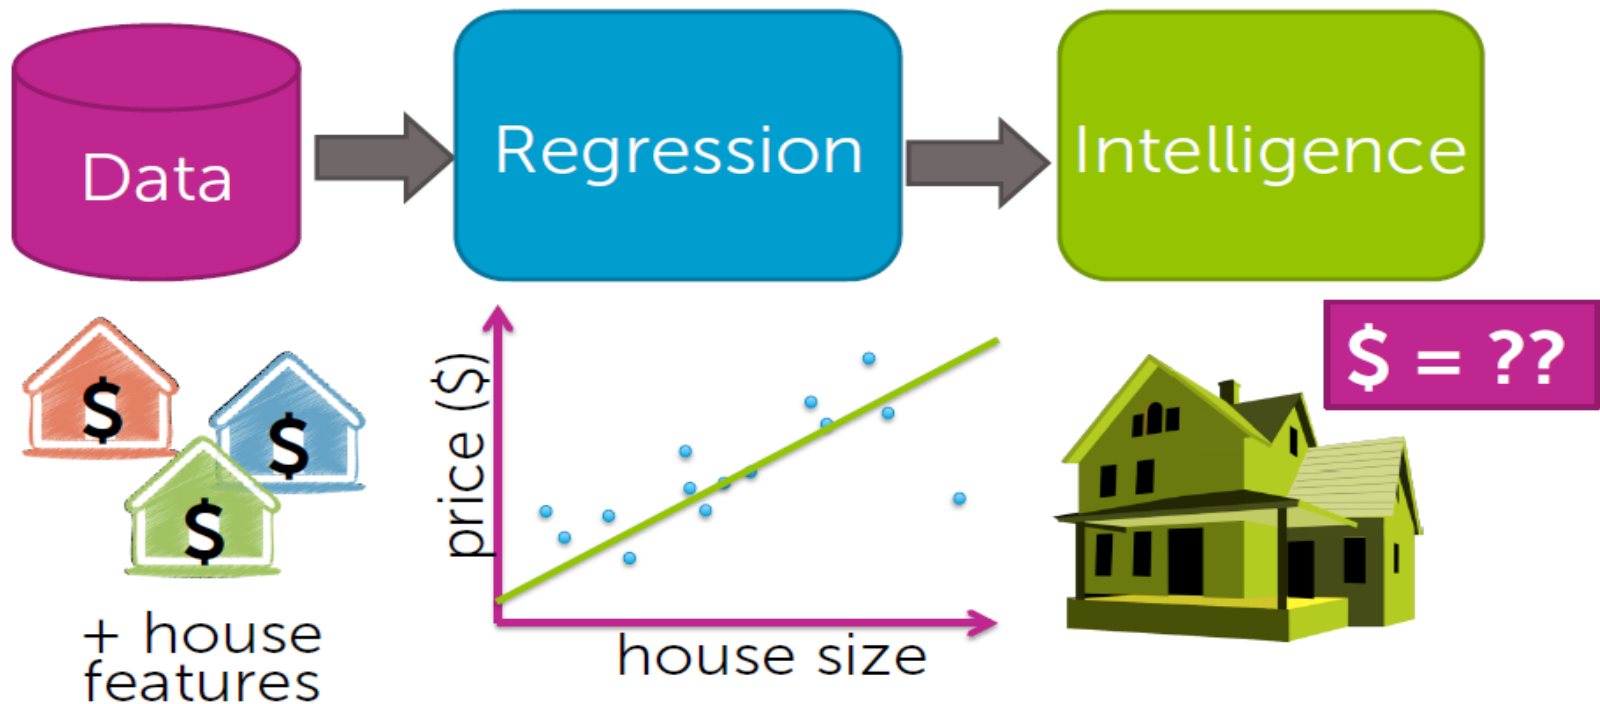 Data
Regression
Intelligence
$
$
$
+ house
features
price ($)
house size
$ = ??